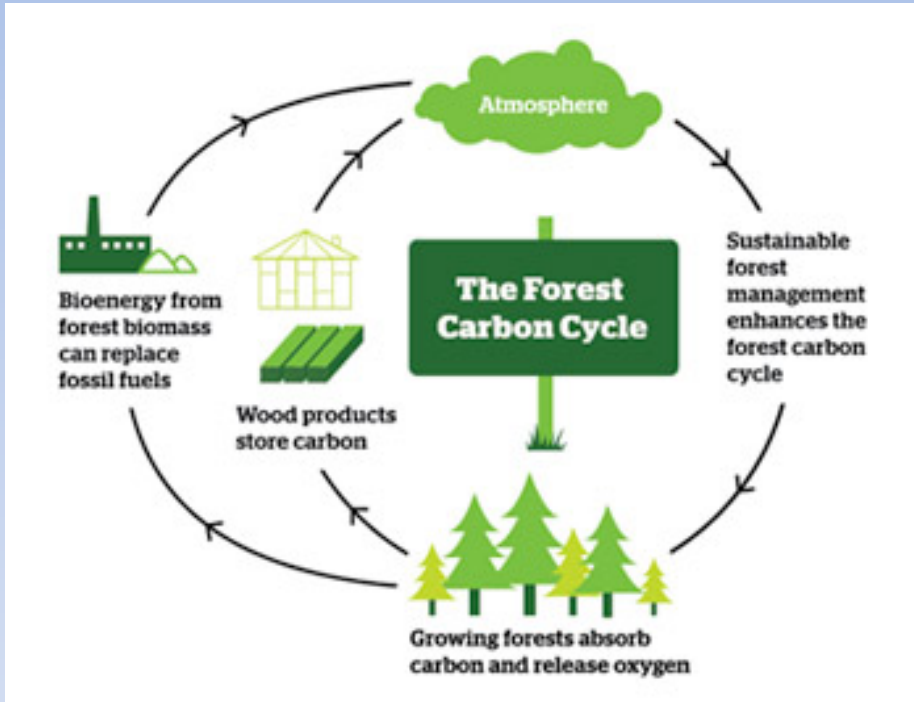 Atmosphere
The Forest
Carbon Cycle
Sustainable
forest
management
enhances the
forest carbon
cycle
Bioenergy from
forest biomass
can replace
fossil fuels
Wood products
store carbon
Growing forests absorb
carbon and release oxygen